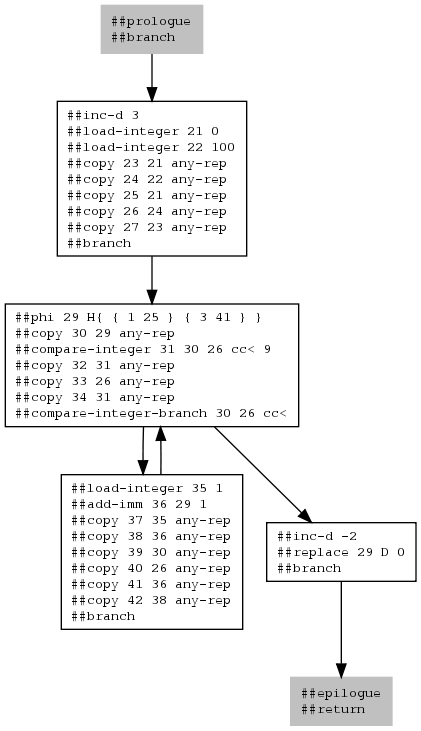 ##prologue
##branch
##inc-d 3
##load-integer 21 0
##load-integer 22 100
##copy 23 21 any-rep
##copy 24 22 any-rep
##copy 25 21 any-rep
##copy 26 24 any-rep
##copy 27 23 any-rep
##branch
##phi 29 H{ { 1 25 } { 3 41 } }
##copy 30 29 any-rep
##compare-integer 31 30 26 cc< 9
##copy 32 31 any-rep
##copy 33 26 any-rep
##copy 34 31 any-rep
##compare-integer-branch 30 26 cc<
##load-integer 35 1
##add-imm 36 29 1
##copy 37 35 any-rep
##copy 38 36 any-rep
##copy 39 30 any-rep
##copy 40 26 any-rep
##copy 41 36 any-rep
##copy 42 38 any-rep
##branch
##inc-d -2
##replace 29 D 0
##branch
##epilogue
##return